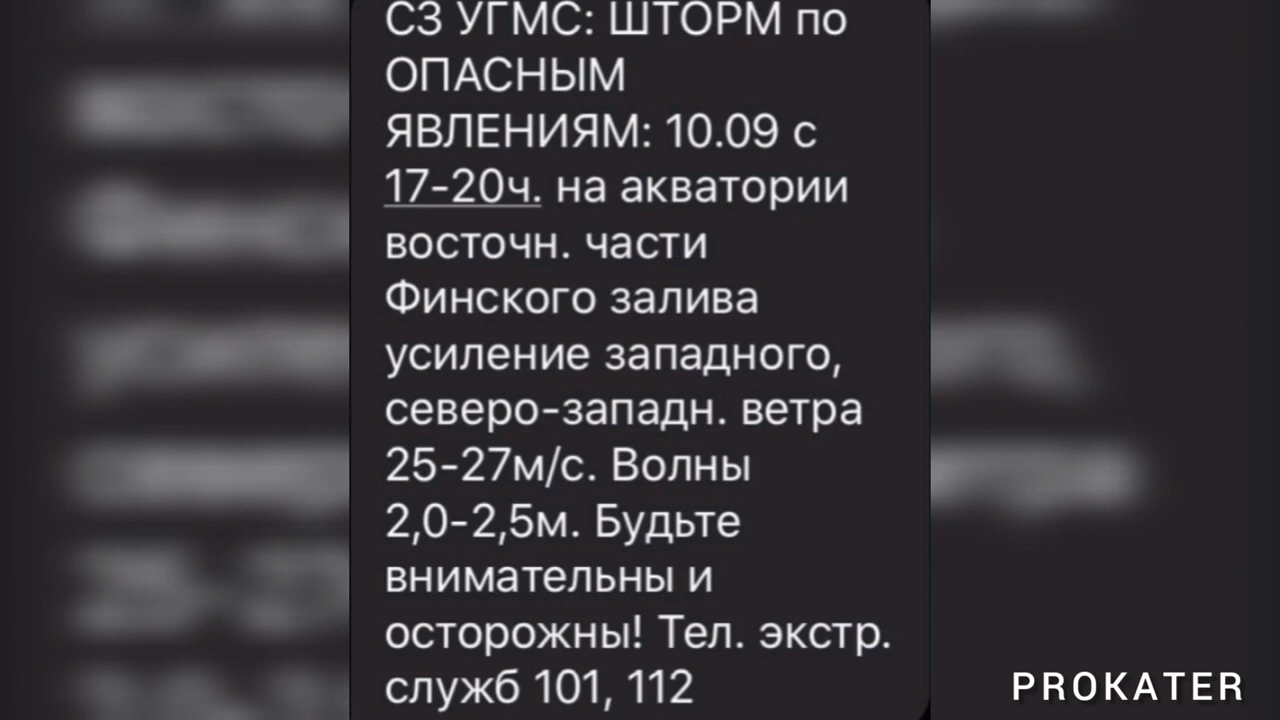 СЗ УГМС: ШТОРМ по
ОПАСНЫМ
ЯВЛЕНИЯМ: 10.09 с
17-20ч. на акватории
восточн. части
Финского залива
усиление западного,
северо-западн. ветра
25-27м/с. Волны
2,0-2,5м. Будьте
внимательны и
осторожны! Тел. экстр.
служб 101, 112
PROKATER